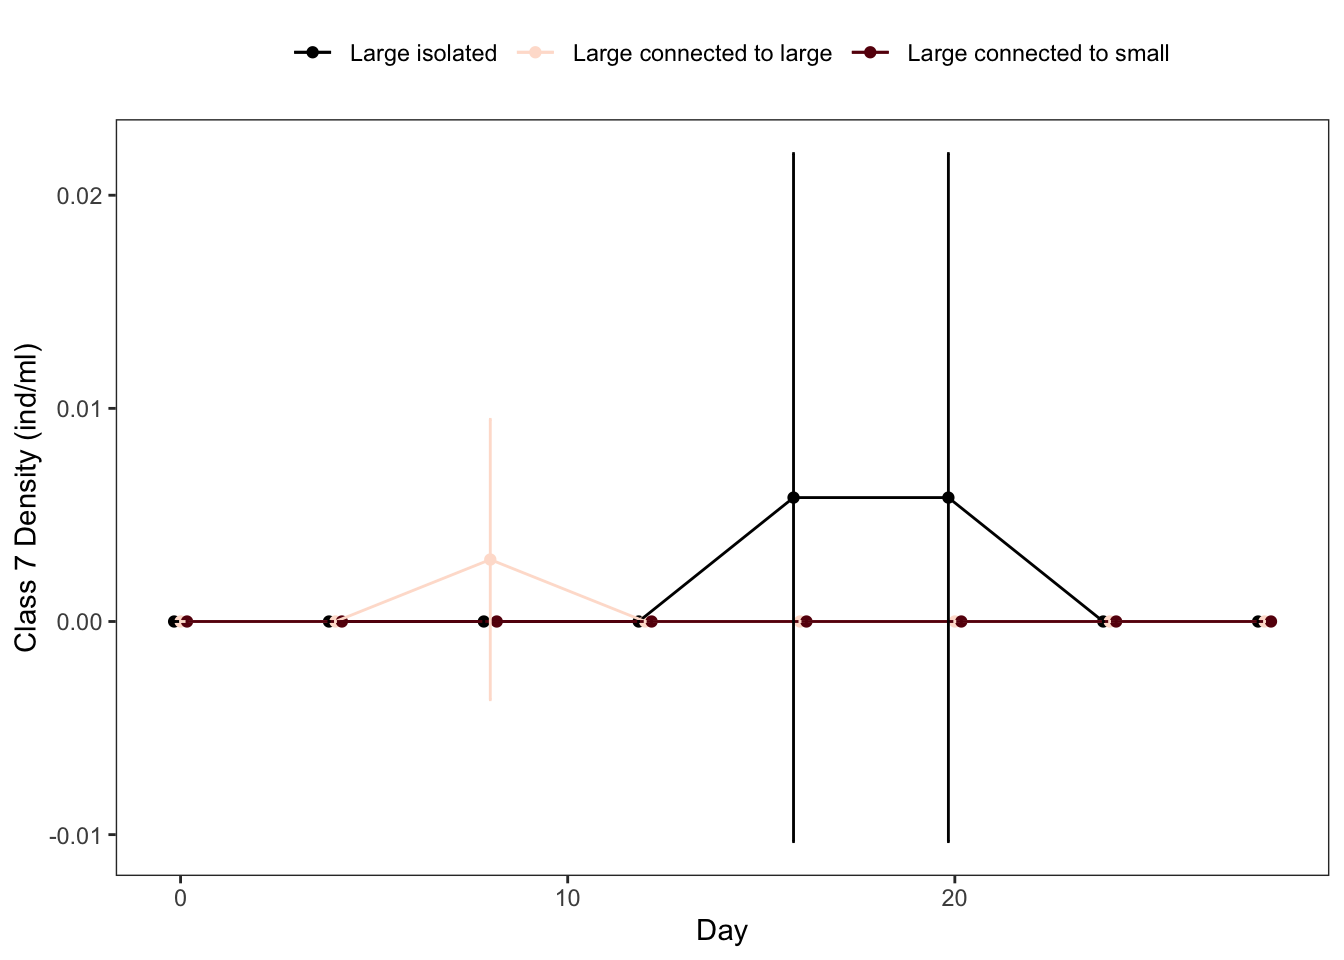 Large isolated Large connected to large Large connected to small
0.02
0.01
0.00
-0.01
Class 7 Density (ind/ml)
0 10 20
Day